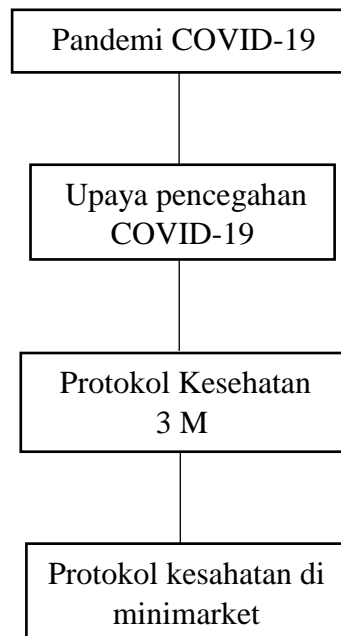 Pandemi COVID-19
Upaya pencegahan
COVID-19
Protokol Kesehatan
3 M
Protokol kesahatan di
minimarket